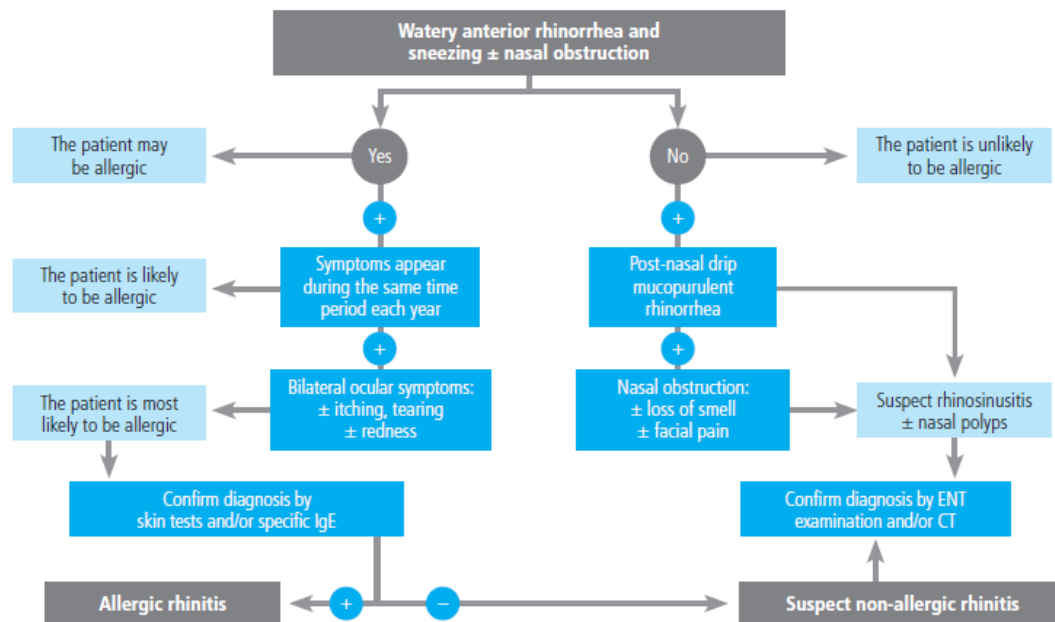 Watery anterior rhinorrhea and
sneezing ± nasal obstruction
The patient may
be allergic
Yes
No
The patient is unlikely
to be allergic
+
+
The patient is likely
to be allergic
Symptoms appear
during the same time
period each year
Post-nasal drip
mucopurulent
rhinorrhea
+
+
The patient is most
likely to be allergic
Bilateral ocular symptoms:
± itching, tearing
± redness
Nasal obstruction:
± loss of smell
± facial pain
Suspect rhinosinusitis
± nasal polyps
Confirm diagnosis by
skin tests and/or specific IgE
Confirm diagnosis by ENT
examination and/or CT
Allergic rhinitis
+
−
Suspect non-allergic rhinitis